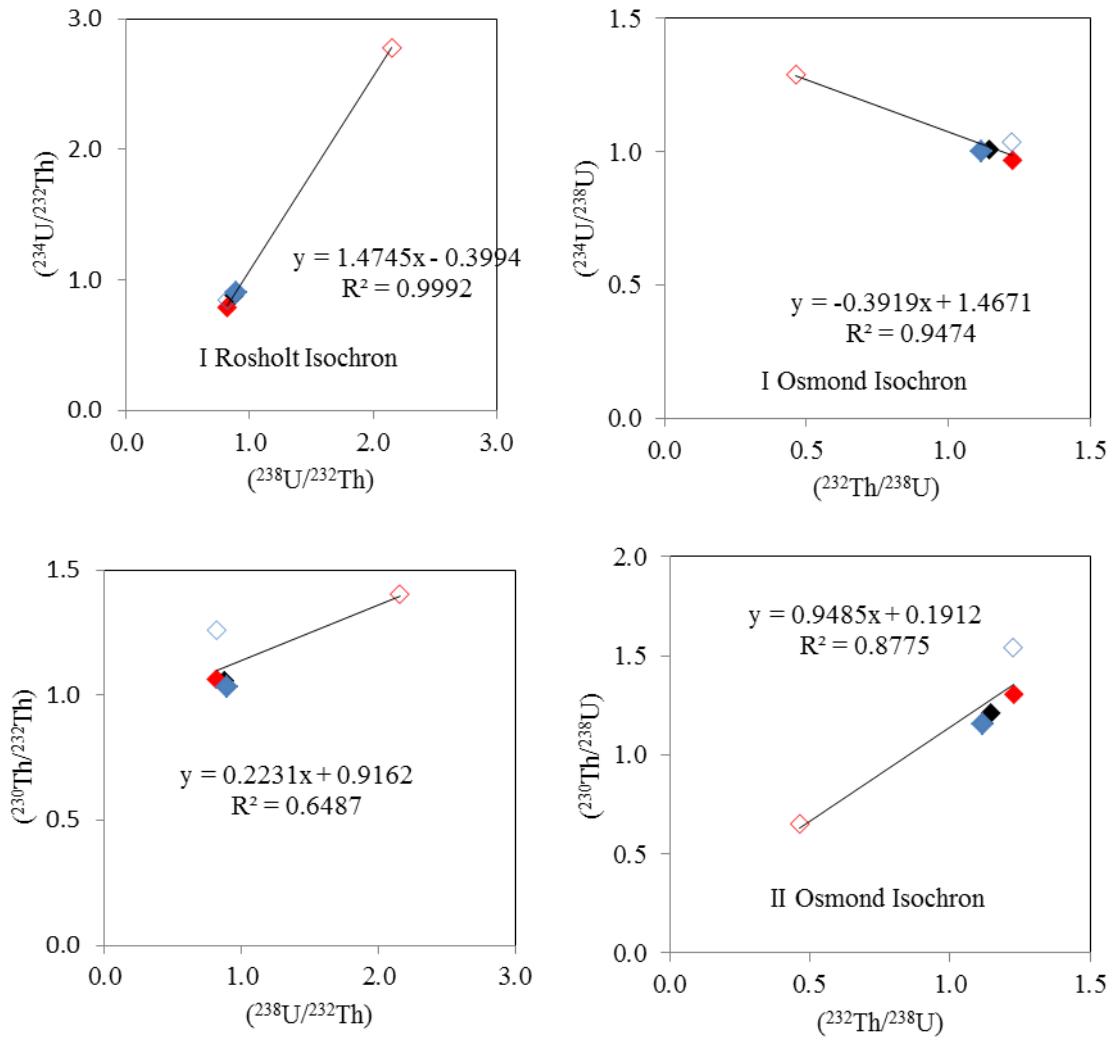 3.0
2.0
1.0
0.0
(²³⁴U/²³²Th)
y = 1.4745x - 0.3994
R² = 0.9992
I Rosholt Isochron
0.0 1.0 2.0 3.0
(²³⁸U/²³²Th)
1.5
1.0
0.5
0.0
(²³⁴U/²³⁸U)
y = -0.3919x + 1.4671
R² = 0.9474
I Osmond Isochron
0.0 0.5 1.0 1.5
(²³²Th/²³⁸U)
1.5
1.0
0.5
0.0
(²³⁰Th/²³²Th)
y = 0.2231x + 0.9162
R² = 0.6487
0.0 1.0 2.0 3.0
(²³⁸U/²³²Th)
2.0
1.5
1.0
0.5
0.0
(²³⁰Th/²³⁸U)
y = 0.9485x + 0.1912
R² = 0.8775
II Osmond Isochron
0.0 0.5 1.0 1.5
(²³²Th/²³⁸U)